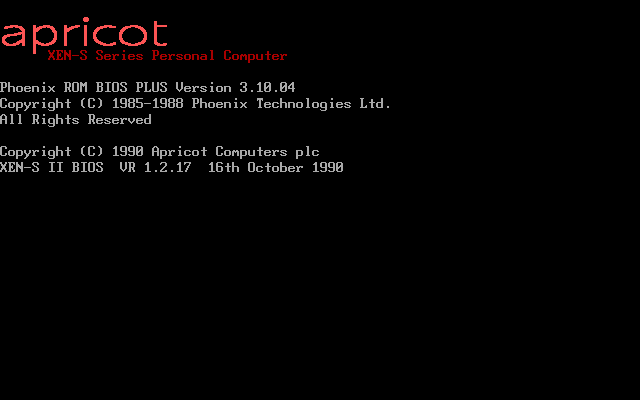 apricot
XEN-S Series Personal Computer
Phoenix ROM BIOS PLUS Version 3.10.04
Copyright (C) 1985-1988 Phoenix Technologies Ltd.
All Rights Reserved
Copyright (C) 1990 Apricot Computers plc
XEN-S II BIOS  VR 1.2.17  16th October 1990